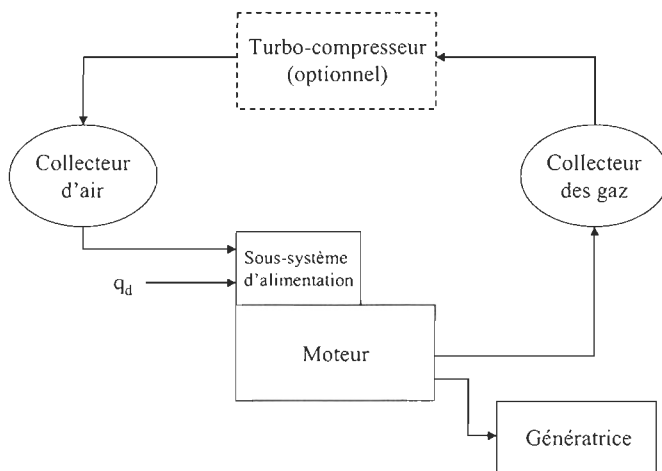 Turbo-compresseur
(optionnel)
Collecteur
d'air
Collecteur
des gaz
Sous-système
d'alimentation
q_d
Moteur
Génératrice